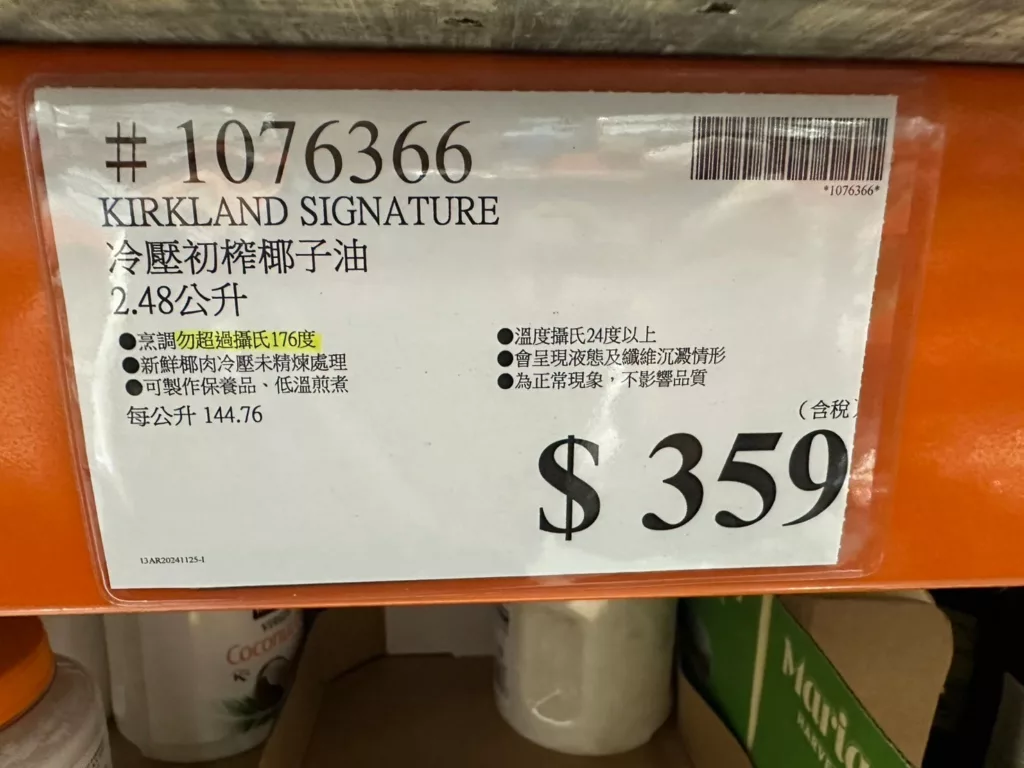 # 1076366
*1076366*
KIRKLAND SIGNATURE
冷壓初榨椰子油
2.48公升
●烹調勿超過攝氏176度
●新鮮椰肉冷壓未精煉處理
●可製作保養品、低溫煎煮
每公升 144.76
●溫度攝氏24度以上
●會呈現液態及纖維沉澱情形
●為正常現象，不影響品質
（含稅）
$ 359
13AR20241125-1
Coconu
Maria